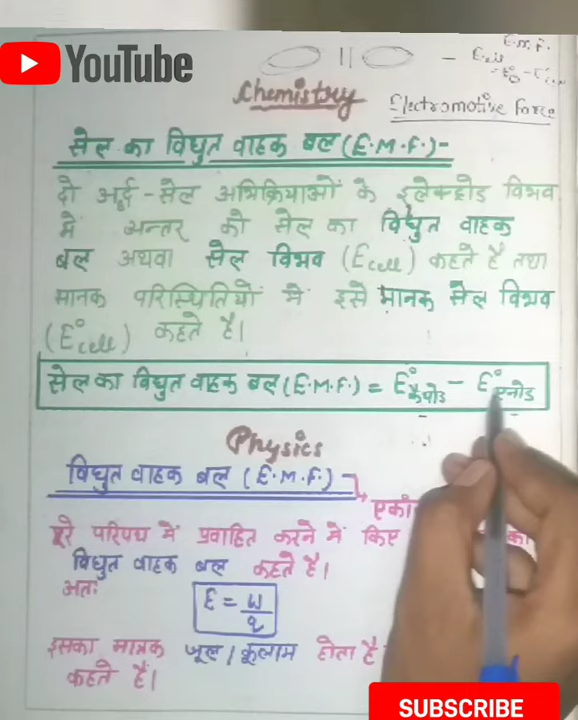 YouTube
E.M.F.
Chemistry
Electromotive Force
सेल का विधुत वाहक बल (E.M.F.)-
दो अर्द्ध-सेल अभिक्रियाओं के इलेक्ट्रोड विभव
में अन्तर को सेल का विधुत वाहक
बल अथवा सेल विभव (Ecell) कहते है तथा
मानक परिस्थितियों में इसे मानक सेल विभव
(E°cell) कहते है।
सेल का विधुत वाहक बल (E.M.F.) = E°कैथोड - E°एनोड
Physics
विधुत वाहक बल (E.M.F.)
पूरे परिपथ में प्रवाहित करने में किए
विधुत वाहक बल कहते है।
अतः
E = W/q
इसका मात्रक जूल/कूलाम होता है
कहते हैं।
SUBSCRIBE